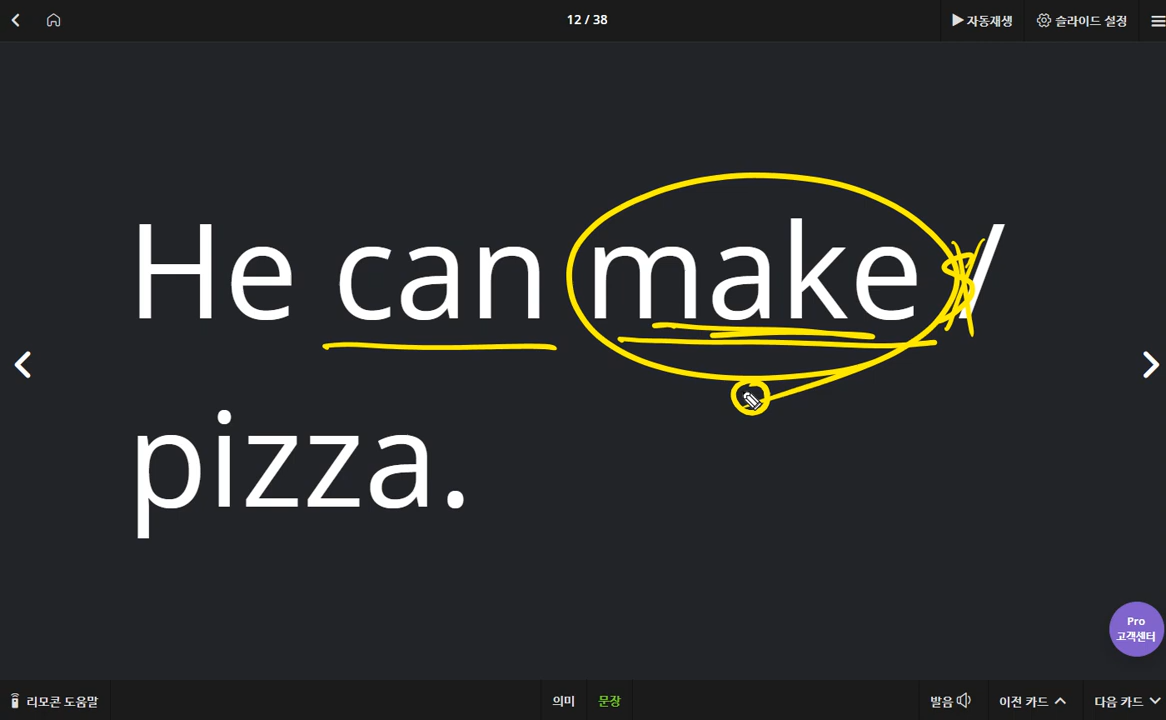 12 / 38
자동재생
슬라이드 설정
He can make /
pizza.
Pro
고객센터
리모콘 도움말
의미
문장
발음
이전 카드
다음 카드